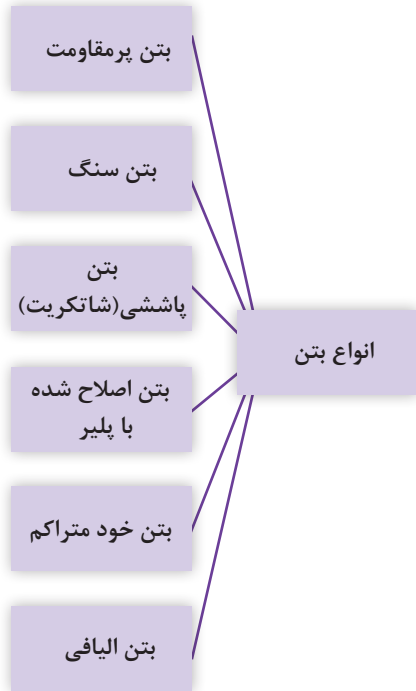 انواع بتن
بتن پرمقاومت
بتن سنگ
بتن
پاششی(شاتکریت)
بتن اصلاح شده
با پلیر
بتن خود متراکم
بتن الیافی